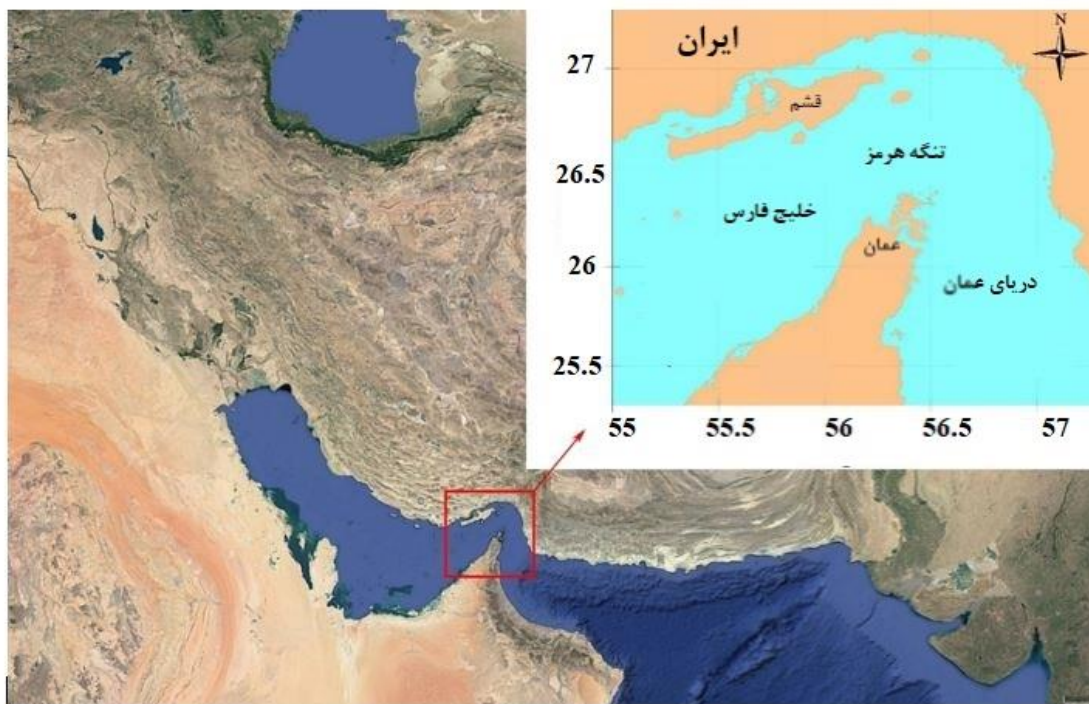 N
ایران
27
قشم
تنگه هرمز
26.5
خلیج فارس
عمان
26
دریای عمان
25.5
55 55.5 56 56.5 57